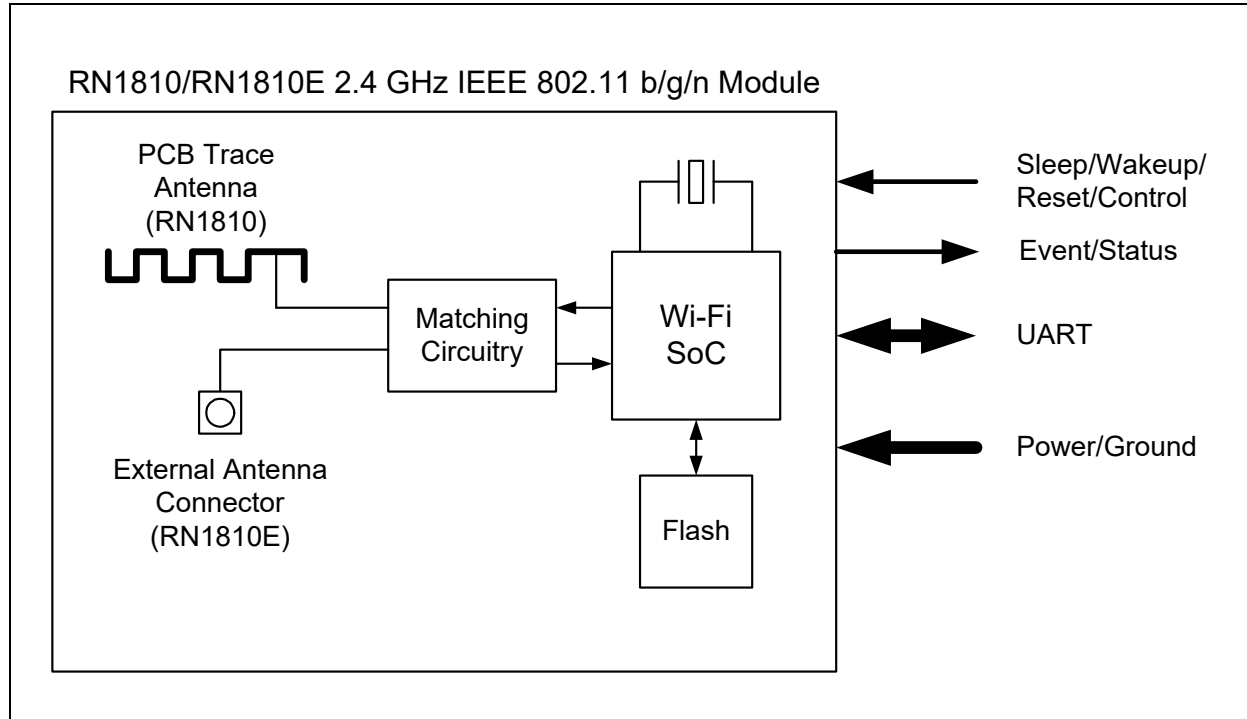 RN1810/RN1810E 2.4 GHz IEEE 802.11 b/g/n Module
PCB Trace
Antenna
(RN1810)
External Antenna
Connector
(RN1810E)
Matching
Circuitry
Wi-Fi
SoC
Flash
Sleep/Wakeup/
Reset/Control
Event/Status
UART
Power/Ground